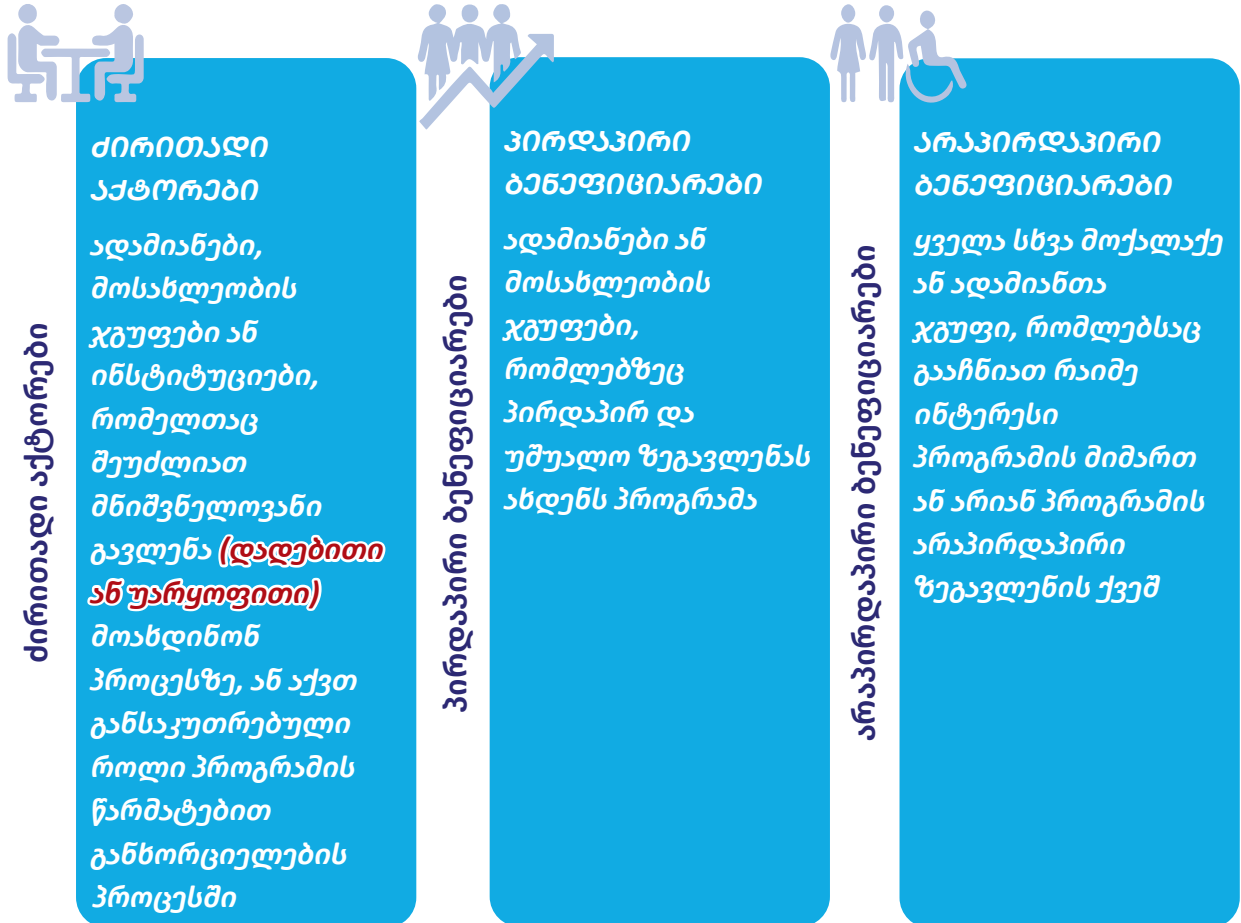 ძირითადი აქტორები
ძირითადი
აქტორები
ადამიანები,
მოსახლეობის
ჯგუფები ან
ინსტიტუციები,
რომელთაც
შეუძლიათ
მნიშვნელოვანი
გავლენა (დადებითი
ან უარყოფითი)
მოახდინონ
პროცესზე, ან აქვთ
განსაკუთრებული
როლი პროგრამის
წარმატებით
განხორციელების
პროცესში
პირდაპირი ბენეფიციარები
პირდაპირი
ბენეფიციარები
ადამიანები ან
მოსახლეობის
ჯგუფები,
რომლებზეც
პირდაპირ და
უშუალო ზეგავლენას
ახდენს პროგრამა
არაპირდაპირი ბენეფიციარები
არაპირდაპირი
ბენეფიციარები
ყველა სხვა მოქალაქე
ან ადამიანთა
ჯგუფი, რომლებსაც
გააჩნიათ რაიმე
ინტერესი
პროგრამის მიმართ
ან არიან პროგრამის
არაპირდაპირი
ზეგავლენის ქვეშ